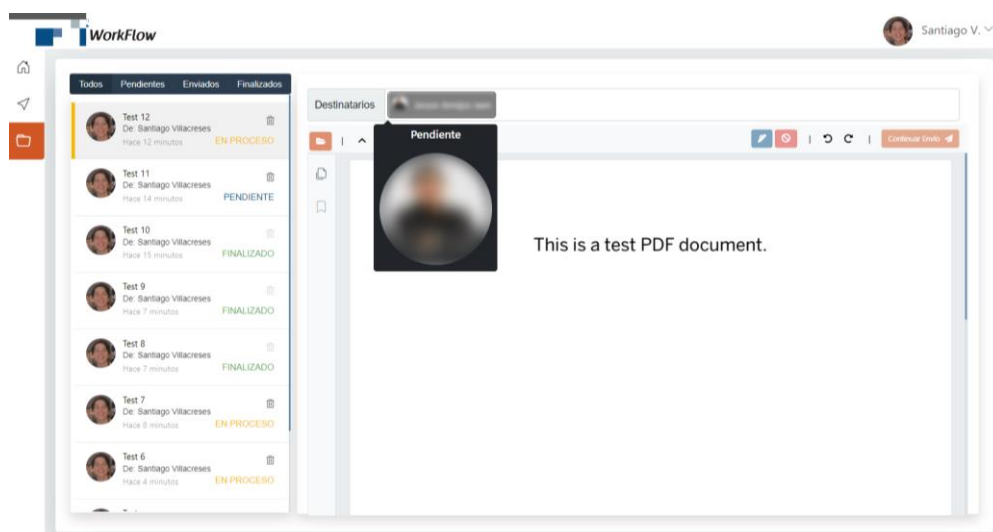 WorkFlow
Santiago V.
Todos Pendientes Enviados Finalizados
Test 12
De: Santiago Villacreses
Hace 12 minutos EN PROCESO
Test 11
De: Santiago Villacreses
Hace 14 minutos PENDIENTE
Test 10
De: Santiago Villacreses
Hace 15 minutos FINALIZADO
Test 9
De: Santiago Villacreses
Hace 7 minutos FINALIZADO
Test 8
De: Santiago Villacreses
Hace 7 minutos FINALIZADO
Test 7
De: Santiago Villacreses
Hace 8 minutos EN PROCESO
Test 6
De: Santiago Villacreses
Hace 4 minutos EN PROCESO
Destinatarios
Pendiente
Continuar Envío
This is a test PDF document.